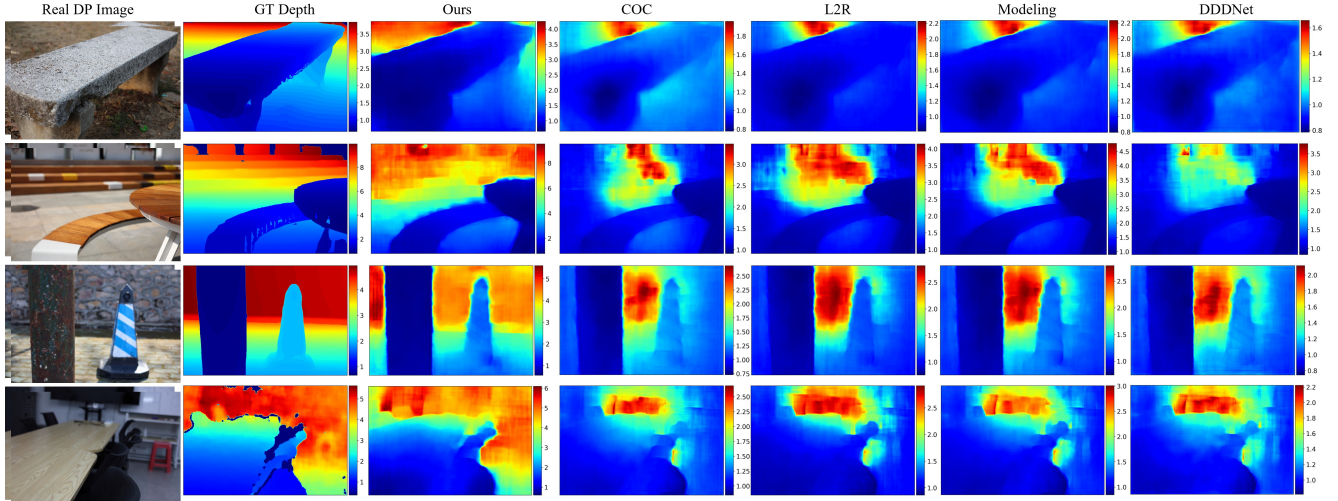 Real DP Image GT Depth Ours COC L2R Modeling DDDNet
3.5 3.0 2.5 2.0 1.5 1.0
4.0 3.5 3.0 2.5 2.0 1.5 1.0
1.8 1.6 1.4 1.2 1.0 0.8
2.2 2.0 1.8 1.6 1.4 1.2 1.0
2.2 2.0 1.8 1.6 1.4 1.2 1.0 0.8
1.6 1.4 1.2 1.0 0.8
8 6 4 2
8 6 4 2
3.0 2.5 2.0 1.5 1.0
4.0 3.5 3.0 2.5 2.0 1.5 1.0
3.5 3.0 2.5 2.0 1.5 1.0
4.5 4.0 3.5 3.0 2.5 2.0 1.5 1.0
4 3 2 1
5 4 3 2 1
2.50 2.25 2.00 1.75 1.50 1.25 1.00 0.75
2.5 2.0 1.5 1.0
2.5 2.0 1.5 1.0
2.0 1.5 1.0
5 4 3 2 1
6 5 4 3 2 1
2.50 2.25 2.00 1.75 1.50 1.25 1.00
2.5 2.0 1.5 1.0
3.0 2.5 2.0 1.5 1.0
2.2 2.0 1.8 1.6 1.4 1.2 1.0